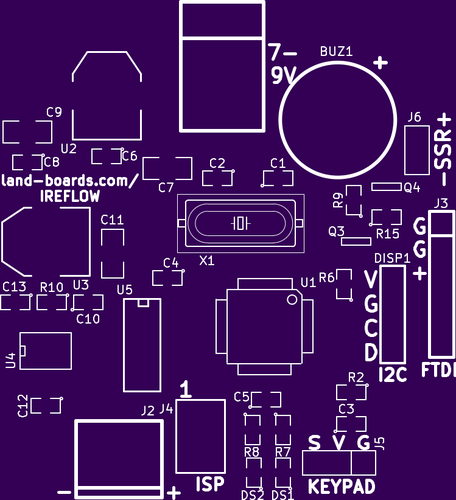 BUZ1
7-
9V
+
C9
U2
C8
C6
J6
-SSR+
land-boards.com/
IREFLOW
C7
C2
C1
R9
Q4
J3
C11
R15
G
G
+
Q3
X1
DISP1
C4
U1
R6
V
G
C
D
C13
R10
U3
C10
U5
U4
I2C
FTDI
C12
J2
J4
1
C5
R2
C3
R8
R7
S V G
J5
-
+
ISP
DS2
DS1
KEYPAD